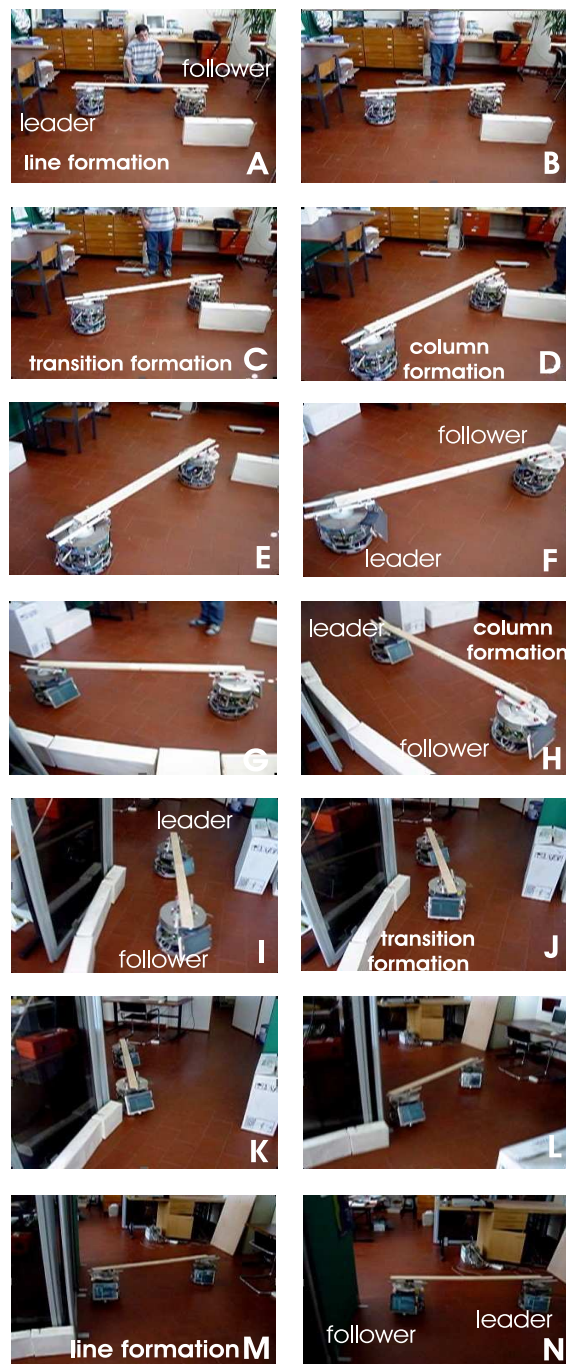 follower
leader
line formation
A
B
transition formation
C
column
formation
D
E
follower
leader
F
G
leader
column
formation
follower
H
leader
follower
I
transition
formation
J
K
L
line formation
M
follower
leader
N